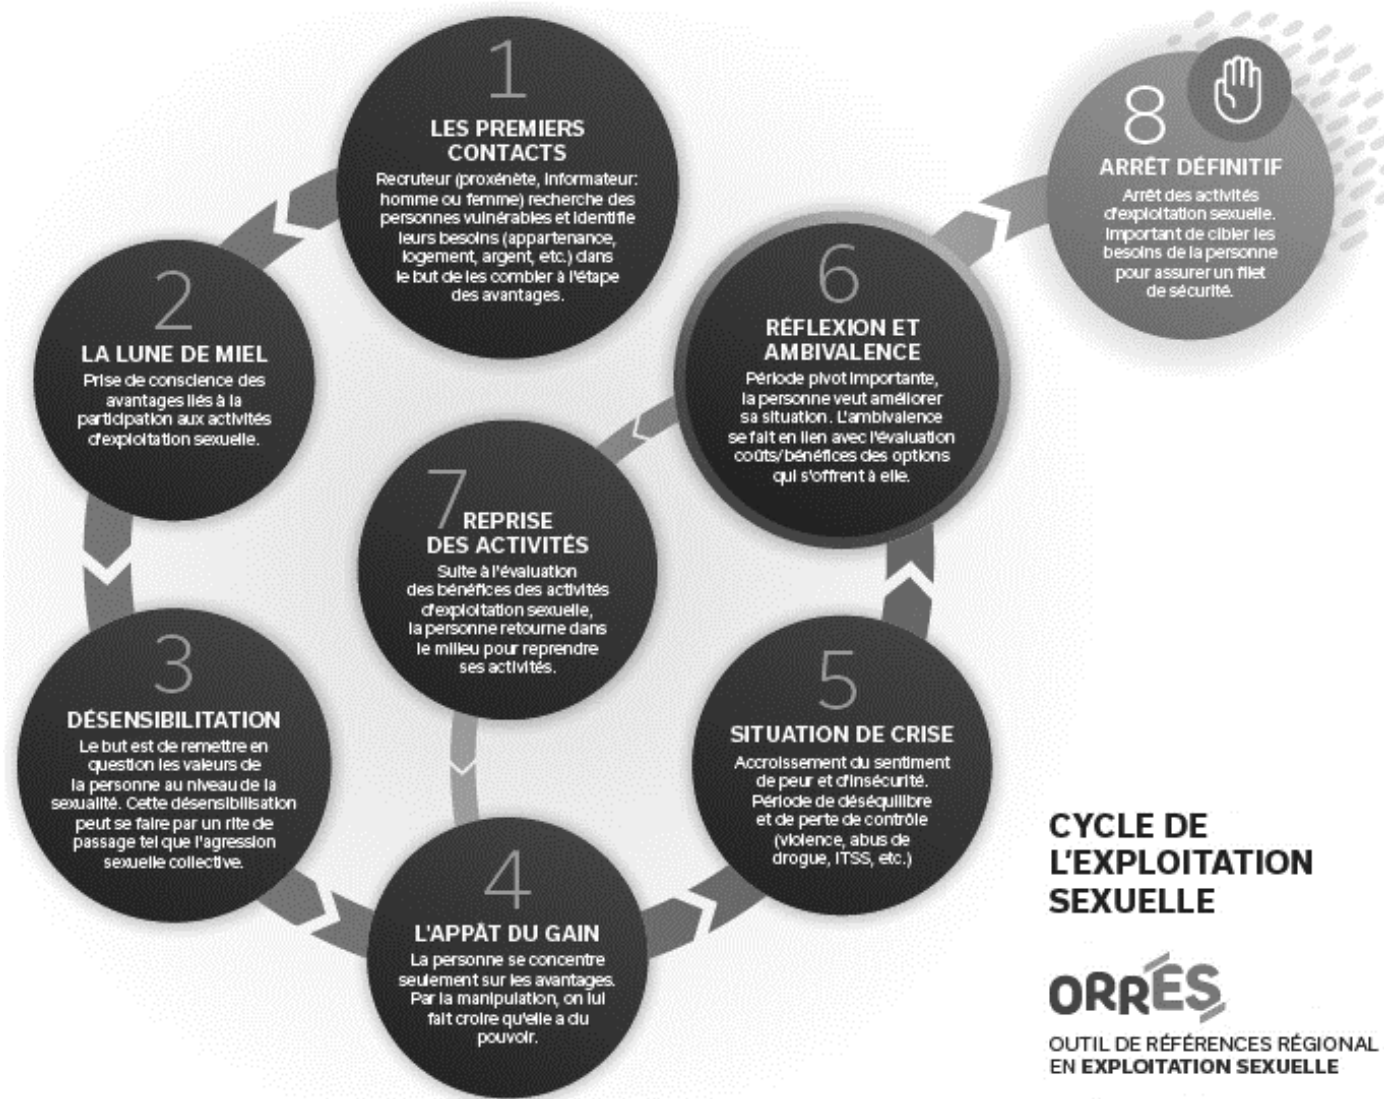 1
LES PREMIERS
CONTACTS
Recruteur (proxénète, informateur:
homme ou femme) recherche des
personnes vulnérables et identifie
leurs besoins (appartenance,
logement, argent, etc.) dans
le but de les combler à l'étape
des avantages.
2
LA LUNE DE MIEL
Prise de conscience des
avantages liés à la
participation aux activités
d'exploitation sexuelle.
3
DÉSENSIBILITATION
Le but est de remettre en
question les valeurs de
la personne au niveau de la
sexualité. Cette désensibilisation
peut se faire par un rite de
passage tel que l'agression
sexuelle collective.
4
L'APPÂT DU GAIN
La personne se concentre
seulement sur les avantages.
Par la manipulation, on lui
fait croire qu'elle a du
pouvoir.
5
SITUATION DE CRISE
Accroissement du sentiment
de peur et d'insécurité.
Période de déséquilibre
et de perte de contrôle
(violence, abus de
drogue, ITSS, etc.)
6
RÉFLEXION ET
AMBIVALENCE
Période pivot importante,
la personne veut améliorer
sa situation. L'ambivalence
se fait en lien avec l'évaluation
coûts/bénéfices des options
qui s'offrent à elle.
7
REPRISE
DES ACTIVITÉS
Suite à l'évaluation
des bénéfices des activités
d'exploitation sexuelle,
la personne retourne dans
le milieu pour reprendre
ses activités.
8
ARRÊT DÉFINITIF
Arrêt des activités
d'exploitation sexuelle.
Important de cibler les
besoins de la personne
pour assurer un filet
de sécurité.
CYCLE DE
L'EXPLOITATION
SEXUELLE
ORRÉS
OUTIL DE RÉFÉRENCES RÉGIONAL
EN EXPLOITATION SEXUELLE